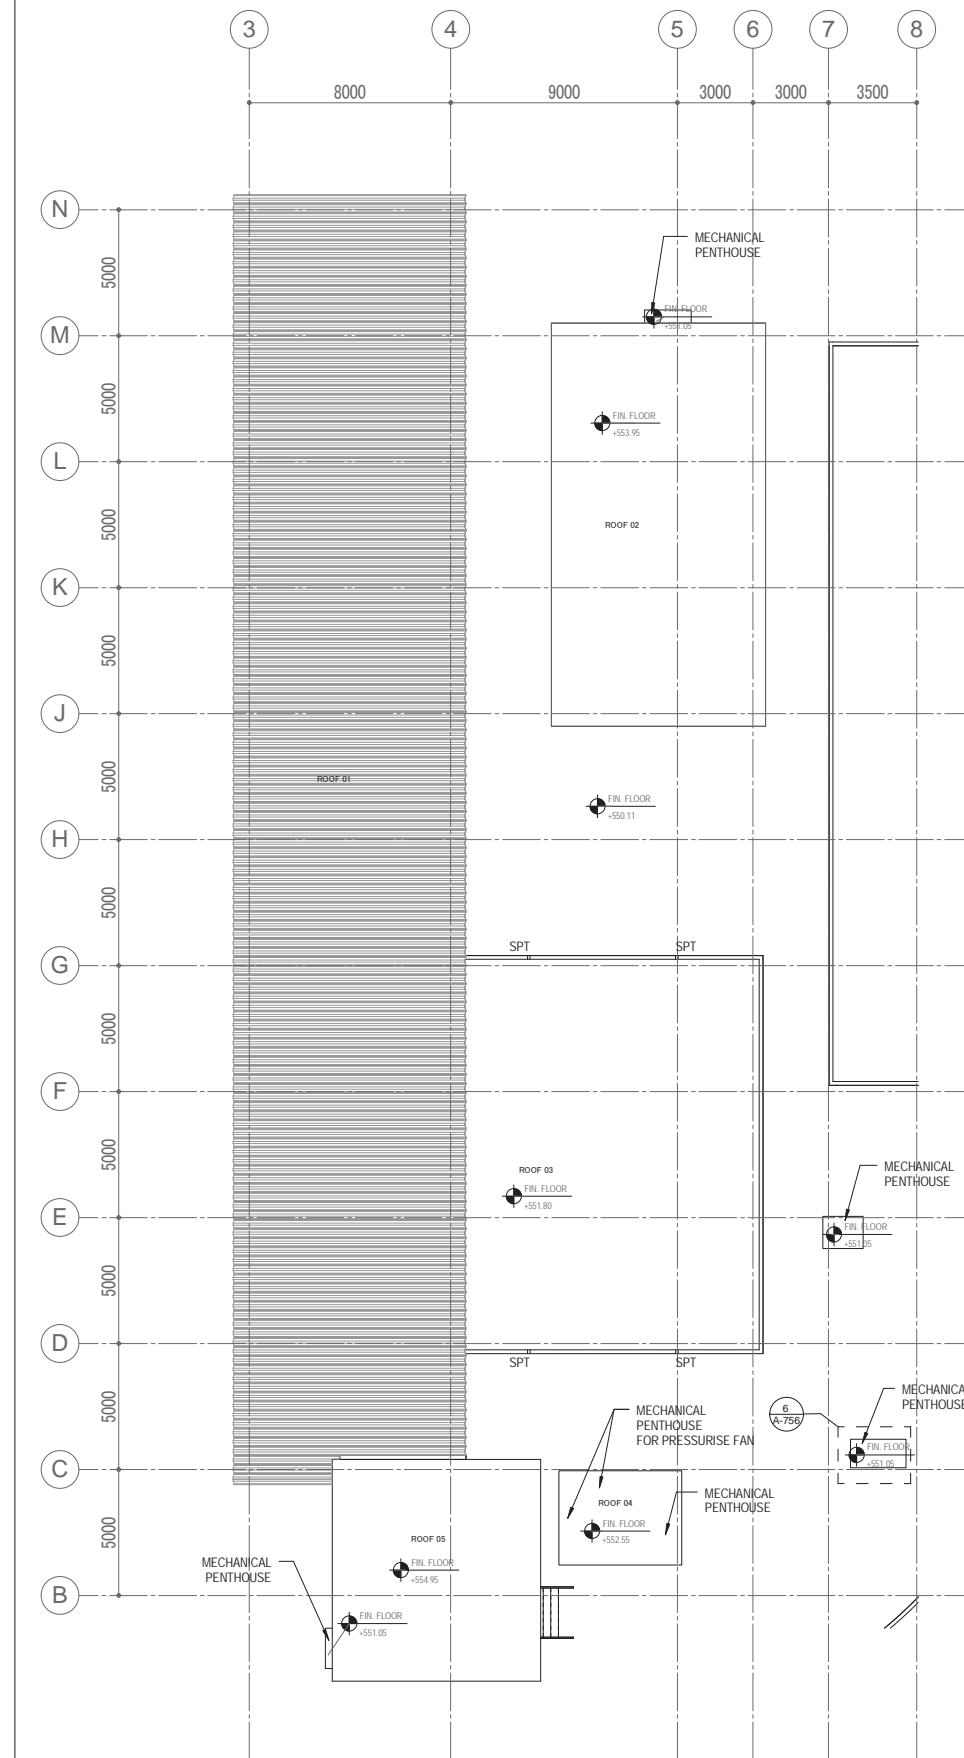 3
4
5
6
7
8
8000
9000
3000
3000
3500
N
5000
MECHANICAL
PENTHOUSE
FIN. FLOOR
+551.05
M
5000
FIN. FLOOR
+553.95
L
5000
ROOF 02
K
5000
J
5000
ROOF 01
FIN. FLOOR
+550.11
H
5000
SPT
SPT
G
5000
F
5000
ROOF 03
FIN. FLOOR
+551.80
MECHANICAL
PENTHOUSE
E
FIN. FLOOR
+551.05
5000
D
SPT
SPT
5000
MECHANICAL
PENTHOUSE
FOR PRESSURISE FAN
6
A-756
MECHANICA
PENTHOUSE
FIN. FLOOR
+551.05
C
MECHANICAL
PENTHOUSE
ROOF 04
FIN. FLOOR
+552.55
5000
ROOF 05
FIN. FLOOR
+554.95
MECHANICAL
PENTHOUSE
B
FIN. FLOOR
+551.05